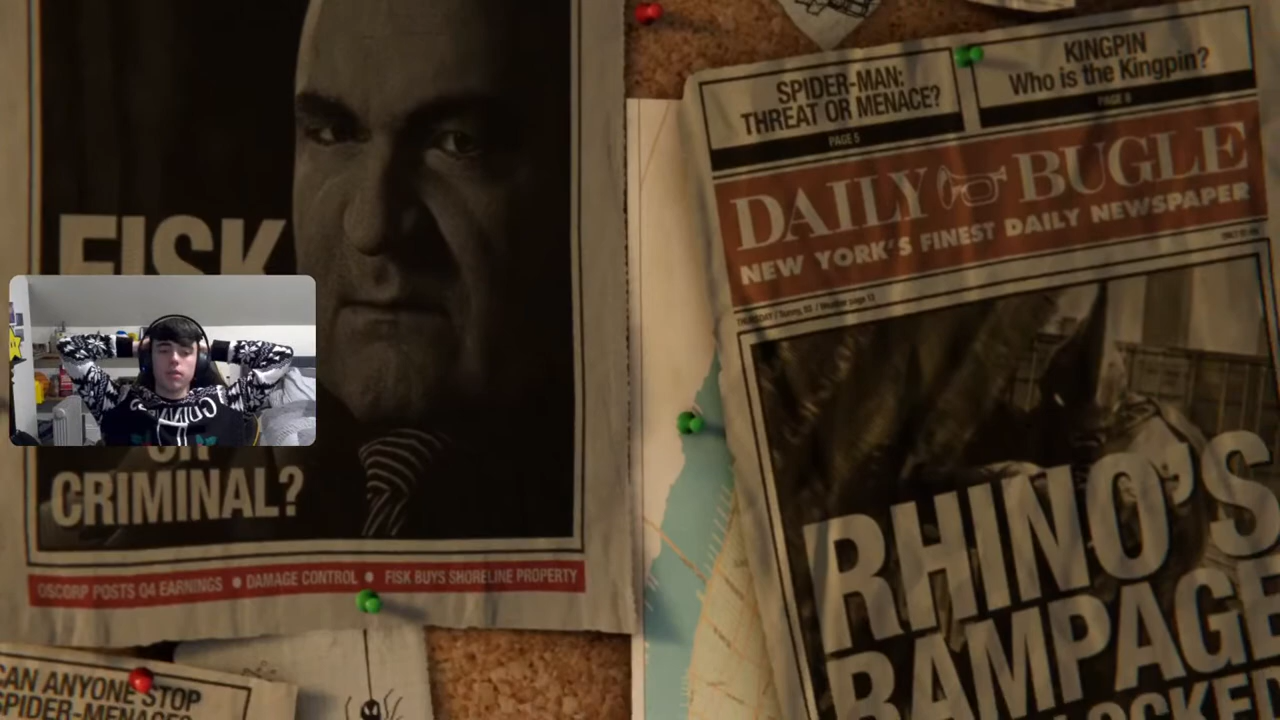 FISK
OR
CRIMINAL?
OSCORP POSTS Q4 EARNINGS • DAMAGE CONTROL • FISK BUYS SHORELINE PROPERTY
CAN ANYONE STOP
SPIDER-MENACE?
SPIDER-MAN:
THREAT OR MENACE?
PAGE 5
KINGPIN
Who is the Kingpin?
PAGE 8
DAILY BUGLE
NEW YORK'S FINEST DAILY NEWSPAPER
RHINO'S
RAMPAGE